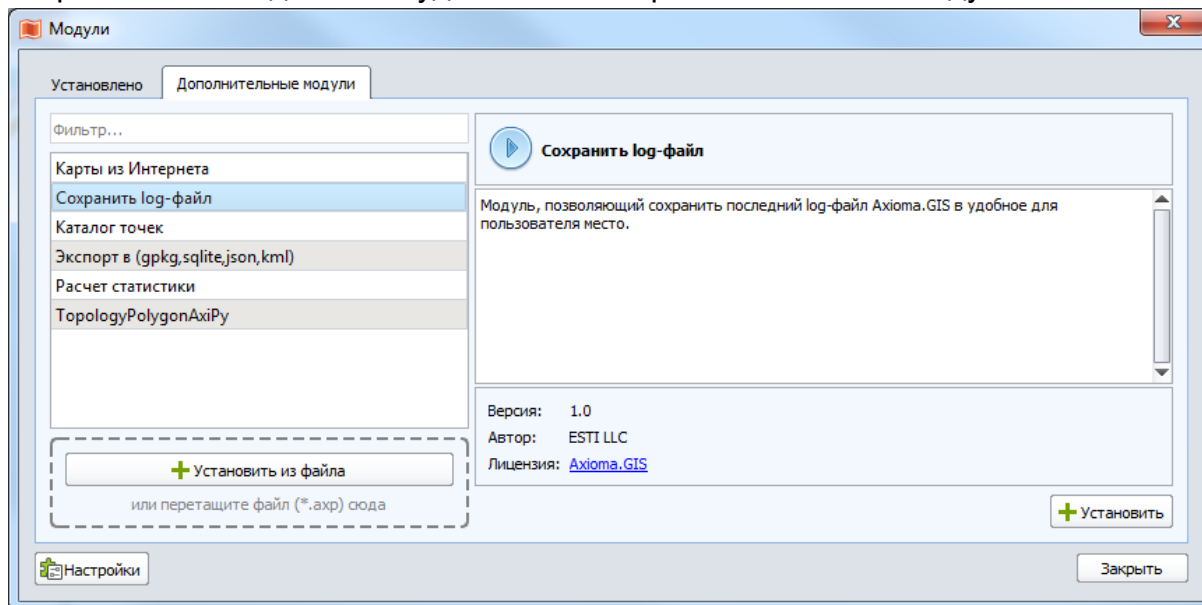 Модули
Установлено
Дополнительные модули
Фильтр...
Карты из Интернета
Сохранить log-файл
Каталог точек
Экспорт в (gpkg,sqlite,json,kml)
Расчет статистики
TopologyPolygonAxiPy
Установить из файла
или перетащите файл (*.axp) сюда
Сохранить log-файл
Модуль, позволяющий сохранить последний log-файл Axioma.GIS в удобное для
пользователя место.
Версия: 1.0
Автор: ESTI LLC
Лицензия: Axioma.GIS
Установить
Настройки
Закрыть